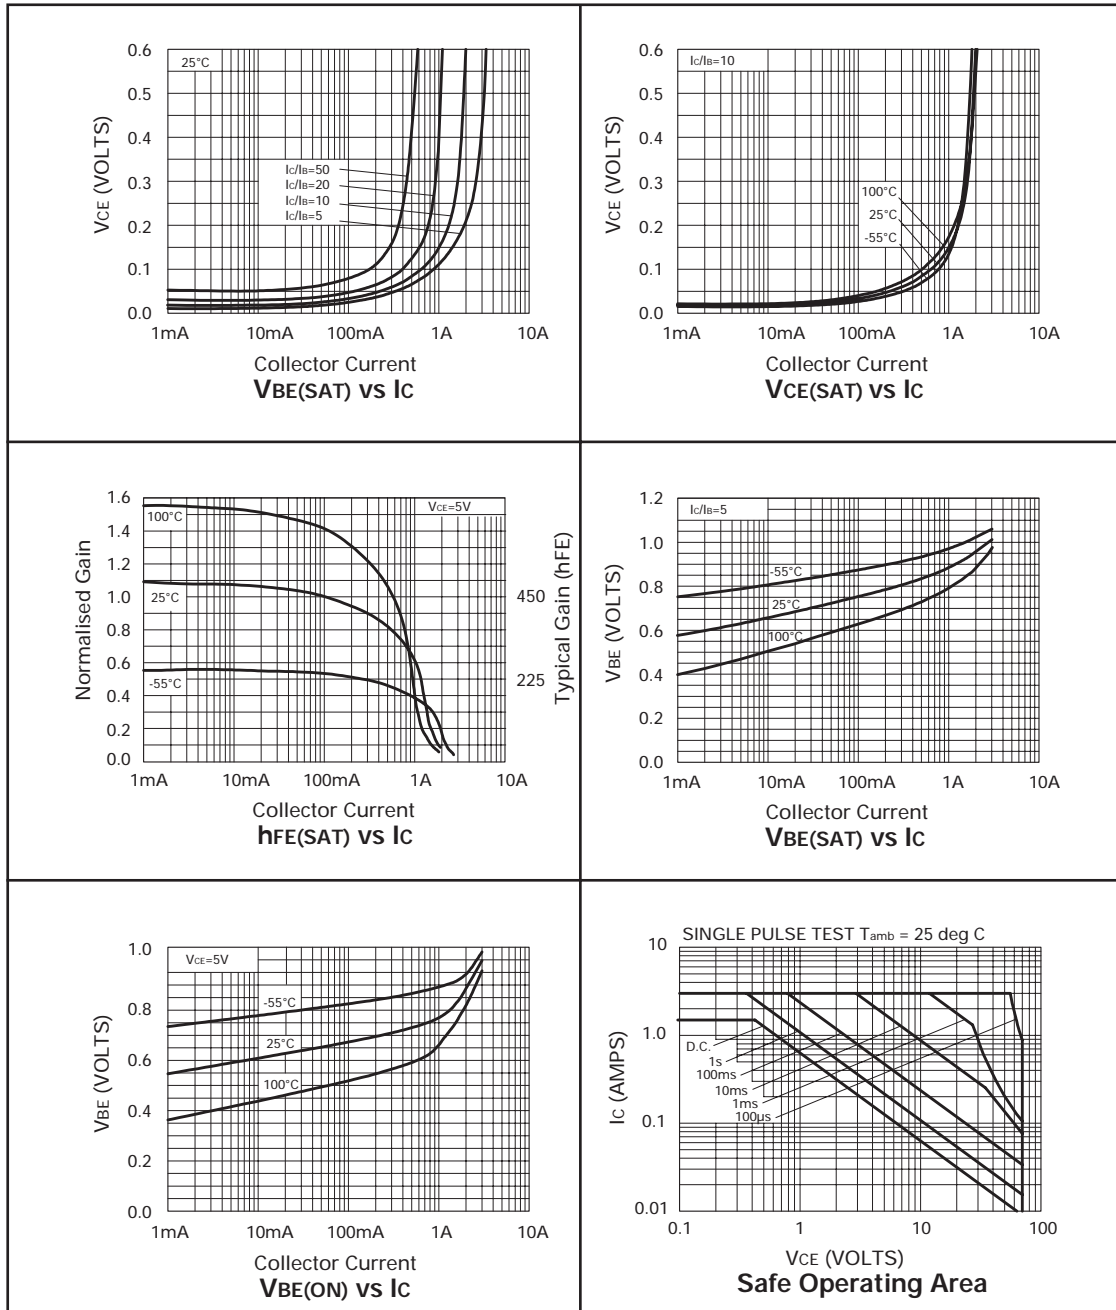 0.6
0.5
0.4
0.3
0.2
0.1
0.0
VCE (VOLTS)
25°C
IC/IB=50
IC/IB=20
IC/IB=10
IC/IB=5
1mA 10mA 100mA 1A 10A
Collector Current
VBE(SAT) vs IC
0.6
0.5
0.4
0.3
0.2
0.1
0.0
VCE (VOLTS)
IC/IB=10
100°C
25°C
-55°C
1mA 10mA 100mA 1A 10A
Collector Current
VCE(SAT) vs IC
1.6
1.4
1.2
1.0
0.8
0.6
0.4
0.2
0.0
Normalised Gain
VCE=5V
100°C
25°C
-55°C
450
225
Typical Gain (hFE)
1mA 10mA 100mA 1A 10A
Collector Current
hFE(SAT) vs IC
1.2
1.0
0.8
0.6
0.4
0.2
0.0
VBE (VOLTS)
IC/IB=5
-55°C
25°C
100°C
1mA 10mA 100mA 1A 10A
Collector Current
VBE(SAT) vs IC
1.0
0.8
0.6
0.4
0.2
0.0
VBE (VOLTS)
VCE=5V
-55°C
25°C
100°C
1mA 10mA 100mA 1A 10A
Collector Current
VBE(ON) vs IC
SINGLE PULSE TEST Tamb = 25 deg C
10
1.0
0.1
0.01
IC (AMPS)
D.C.
1s
100ms
10ms
1ms
100µs
0.1 1 10 100
VCE (VOLTS)
Safe Operating Area